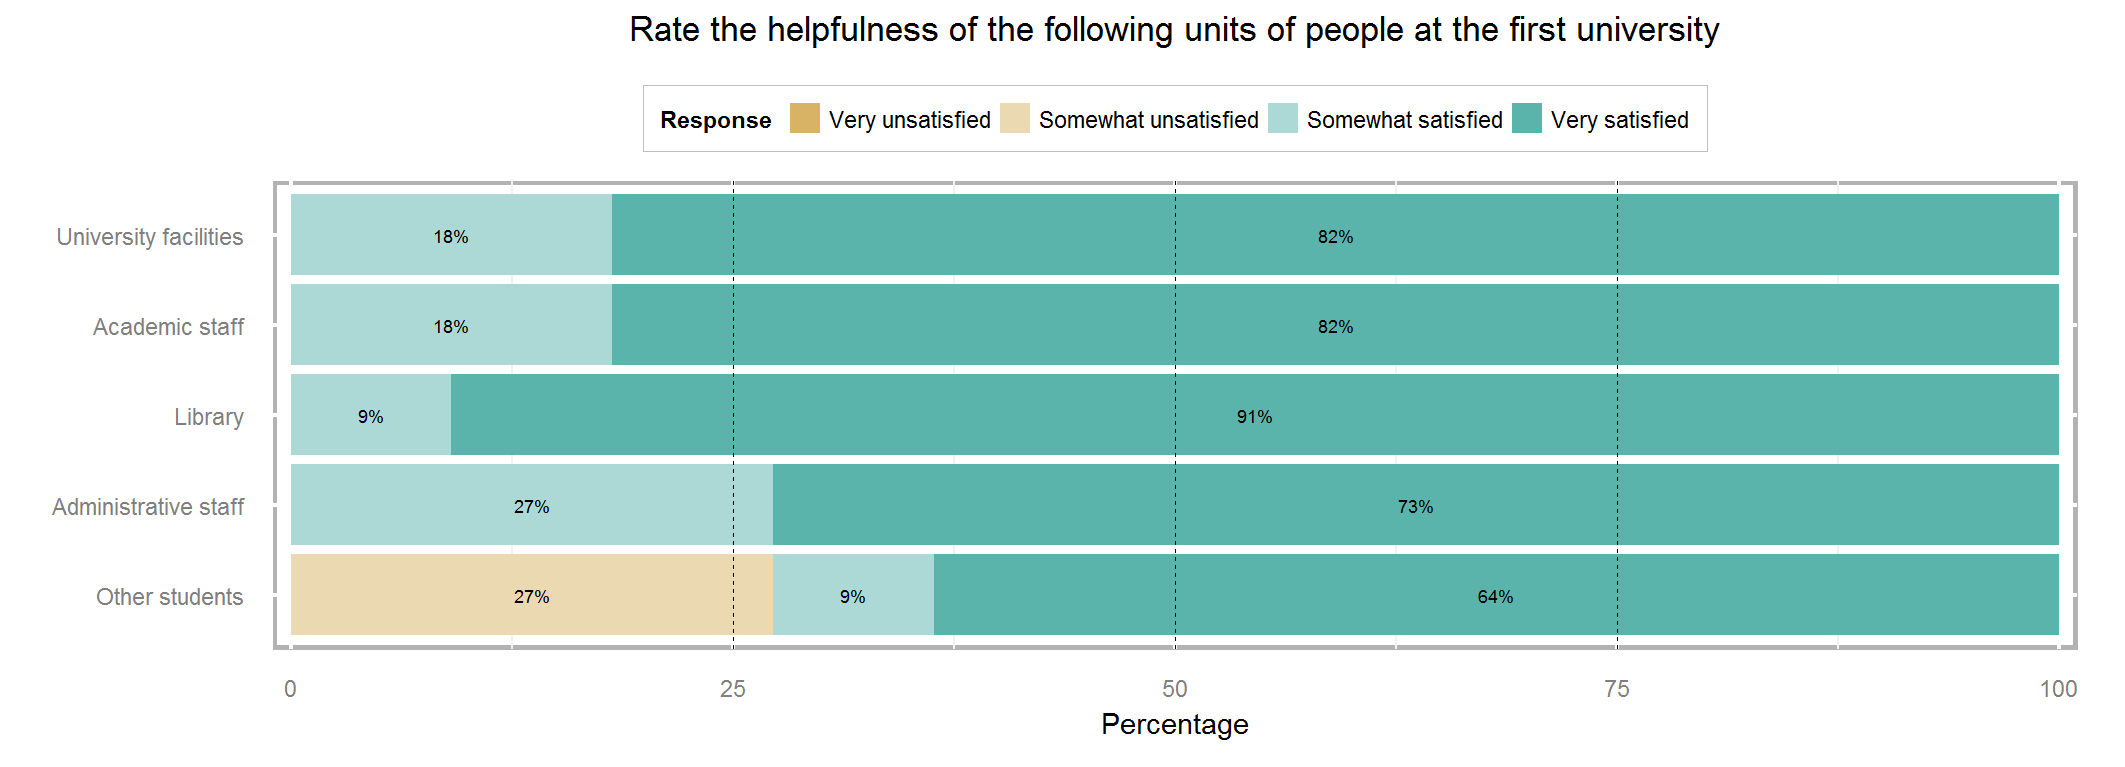 Rate the helpfulness of the following units of people at the first university
Response Very unsatisfied Somewhat unsatisfied Somewhat satisfied Very satisfied
University facilities 18% 82%
Academic staff 18% 82%
Library 9% 91%
Administrative staff 27% 73%
Other students 27% 9% 64%
0 25 50 75 100
Percentage